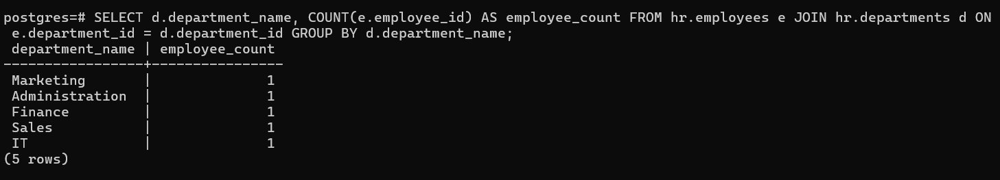 postgres=# SELECT d.department_name, COUNT(e.employee_id) AS employee_count FROM hr.employees e JOIN hr.departments d ON
 e.department_id = d.department_id GROUP BY d.department_name;
 department_name | employee_count
-----------------+----------------
 Marketing       |              1
 Administration  |              1
 Finance         |              1
 Sales           |              1
 IT              |              1
(5 rows)